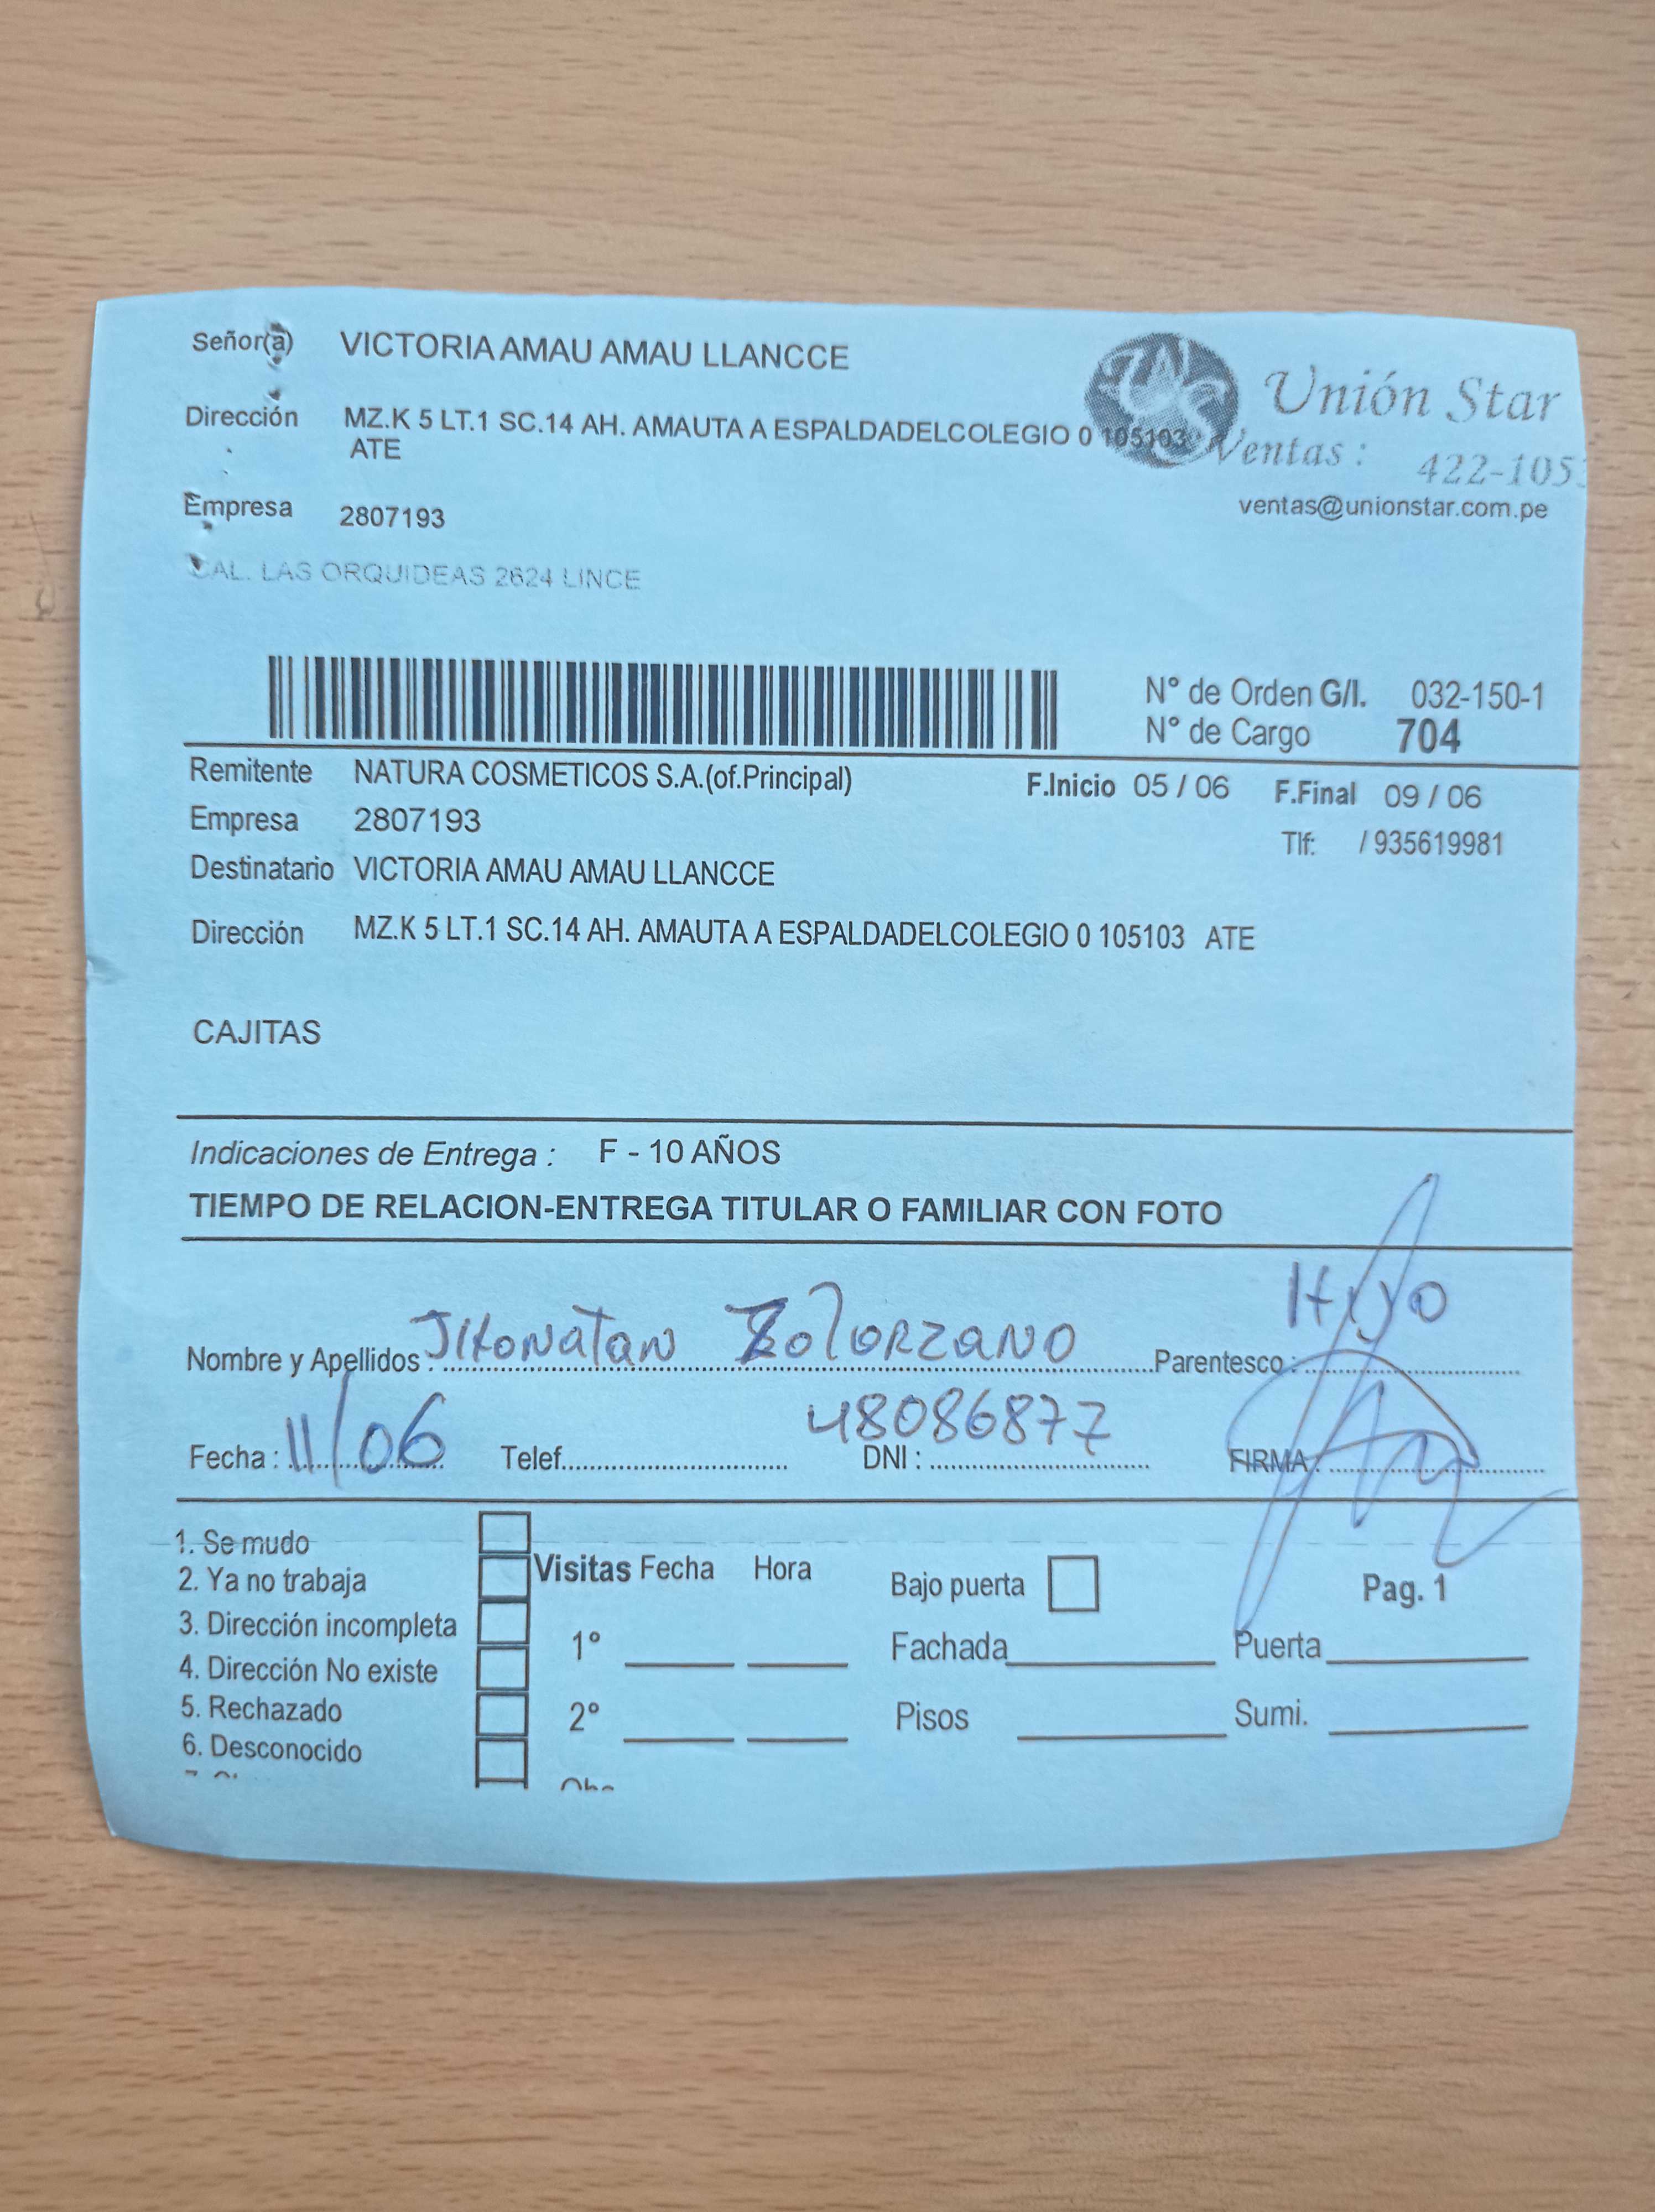 Señor(a) VICTORIA AMAU AMAU LLANCCE
Unión Star
Dirección MZ.K 5 LT.1 SC.14 AH. AMAUTA A ESPALDADELCOLEGIO 0 105103
ATE
Ventas : 422-105
Empresa 2807193
ventas@unionstar.com.pe
CAL. LAS ORQUIDEAS 2624 LINCE
N° de Orden G/I. 032-150-1
N° de Cargo 704
Remitente NATURA COSMETICOS S.A.(of.Principal) F.Inicio 05 / 06 F.Final 09 / 06
Empresa 2807193 Tlf: / 935619981
Destinatario VICTORIA AMAU AMAU LLANCCE
Dirección MZ.K 5 LT.1 SC.14 AH. AMAUTA A ESPALDADELCOLEGIO 0 105103 ATE
CAJITAS
Indicaciones de Entrega : F - 10 AÑOS
TIEMPO DE RELACION-ENTREGA TITULAR O FAMILIAR CON FOTO
Nombre y Apellidos : JHonatan Zolorzano Parentesco : Hijo
Fecha : 11/06 Telef. DNI : 48086877 FIRMA :
1. Se mudo
2. Ya no trabaja
3. Dirección incompleta
4. Dirección No existe
5. Rechazado
6. Desconocido
Visitas Fecha Hora
1°
2°
Bajo puerta Pag. 1
Fachada Puerta
Pisos Sumi.